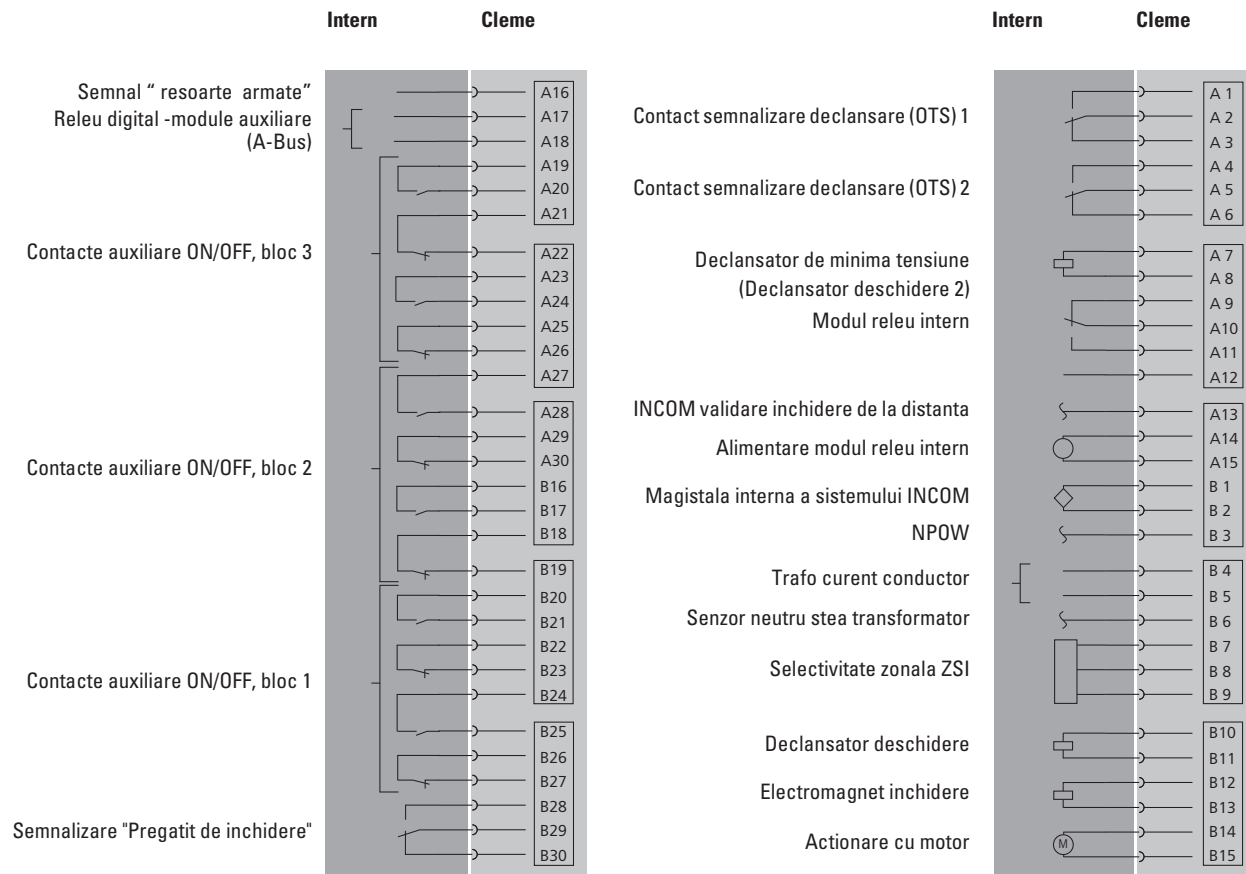 Intern Cleme
Semnal “ resoarte armate”
Releu digital -module auxiliare
(A-Bus)
Contacte auxiliare ON/OFF, bloc 3
Contacte auxiliare ON/OFF, bloc 2
Contacte auxiliare ON/OFF, bloc 1
Semnalizare "Pregatit de inchidere"
A16
A17
A18
A19
A20
A21
A22
A23
A24
A25
A26
A27
A28
A29
A30
B16
B17
B18
B19
B20
B21
B22
B23
B24
B25
B26
B27
B28
B29
B30
Intern Cleme
Contact semnalizare declansare (OTS) 1
Contact semnalizare declansare (OTS) 2
Declansator de minima tensiune
(Declansator deschidere 2)
Modul releu intern
INCOM validare inchidere de la distanta
Alimentare modul releu intern
Magistala interna a sistemului INCOM
NPOW
Trafo curent conductor
Senzor neutru stea transformator
Selectivitate zonala ZSI
Declansator deschidere
Electromagnet inchidere
Actionare cu motor
M
A 1
A 2
A 3
A 4
A 5
A 6
A 7
A 8
A 9
A10
A11
A12
A13
A14
A15
B 1
B 2
B 3
B 4
B 5
B 6
B 7
B 8
B 9
B10
B11
B12
B13
B14
B15